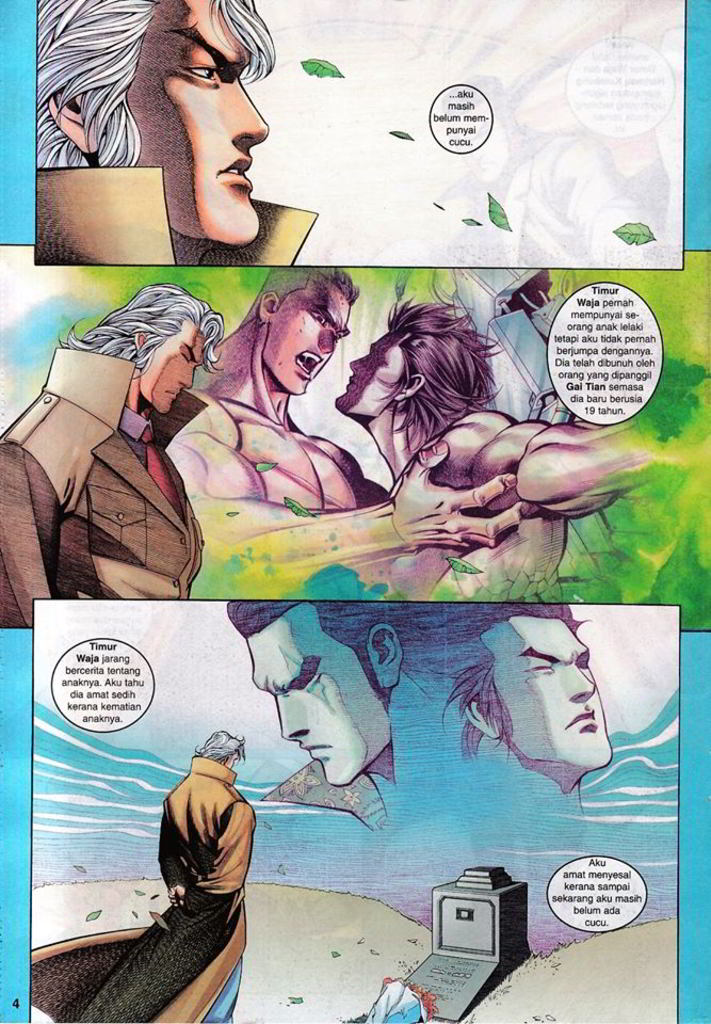 ...aku
masih
belum mem-
punyai
cucu.
Timur
Waja pernah
mempunyai se-
orang anak lelaki
tetapi aku tidak pernah
berjumpa dengannya.
Dia telah dibunuh oleh
orang yang dipanggil
Gai Tian semasa
dia baru berusia
19 tahun.
Timur
Waja jarang
bercerita tentang
anaknya. Aku tahu
dia amat sedih
kerana kematian
anaknya.
Aku
amat menyesal
kerana sampai
sekarang aku masih
belum ada
cucu.
4